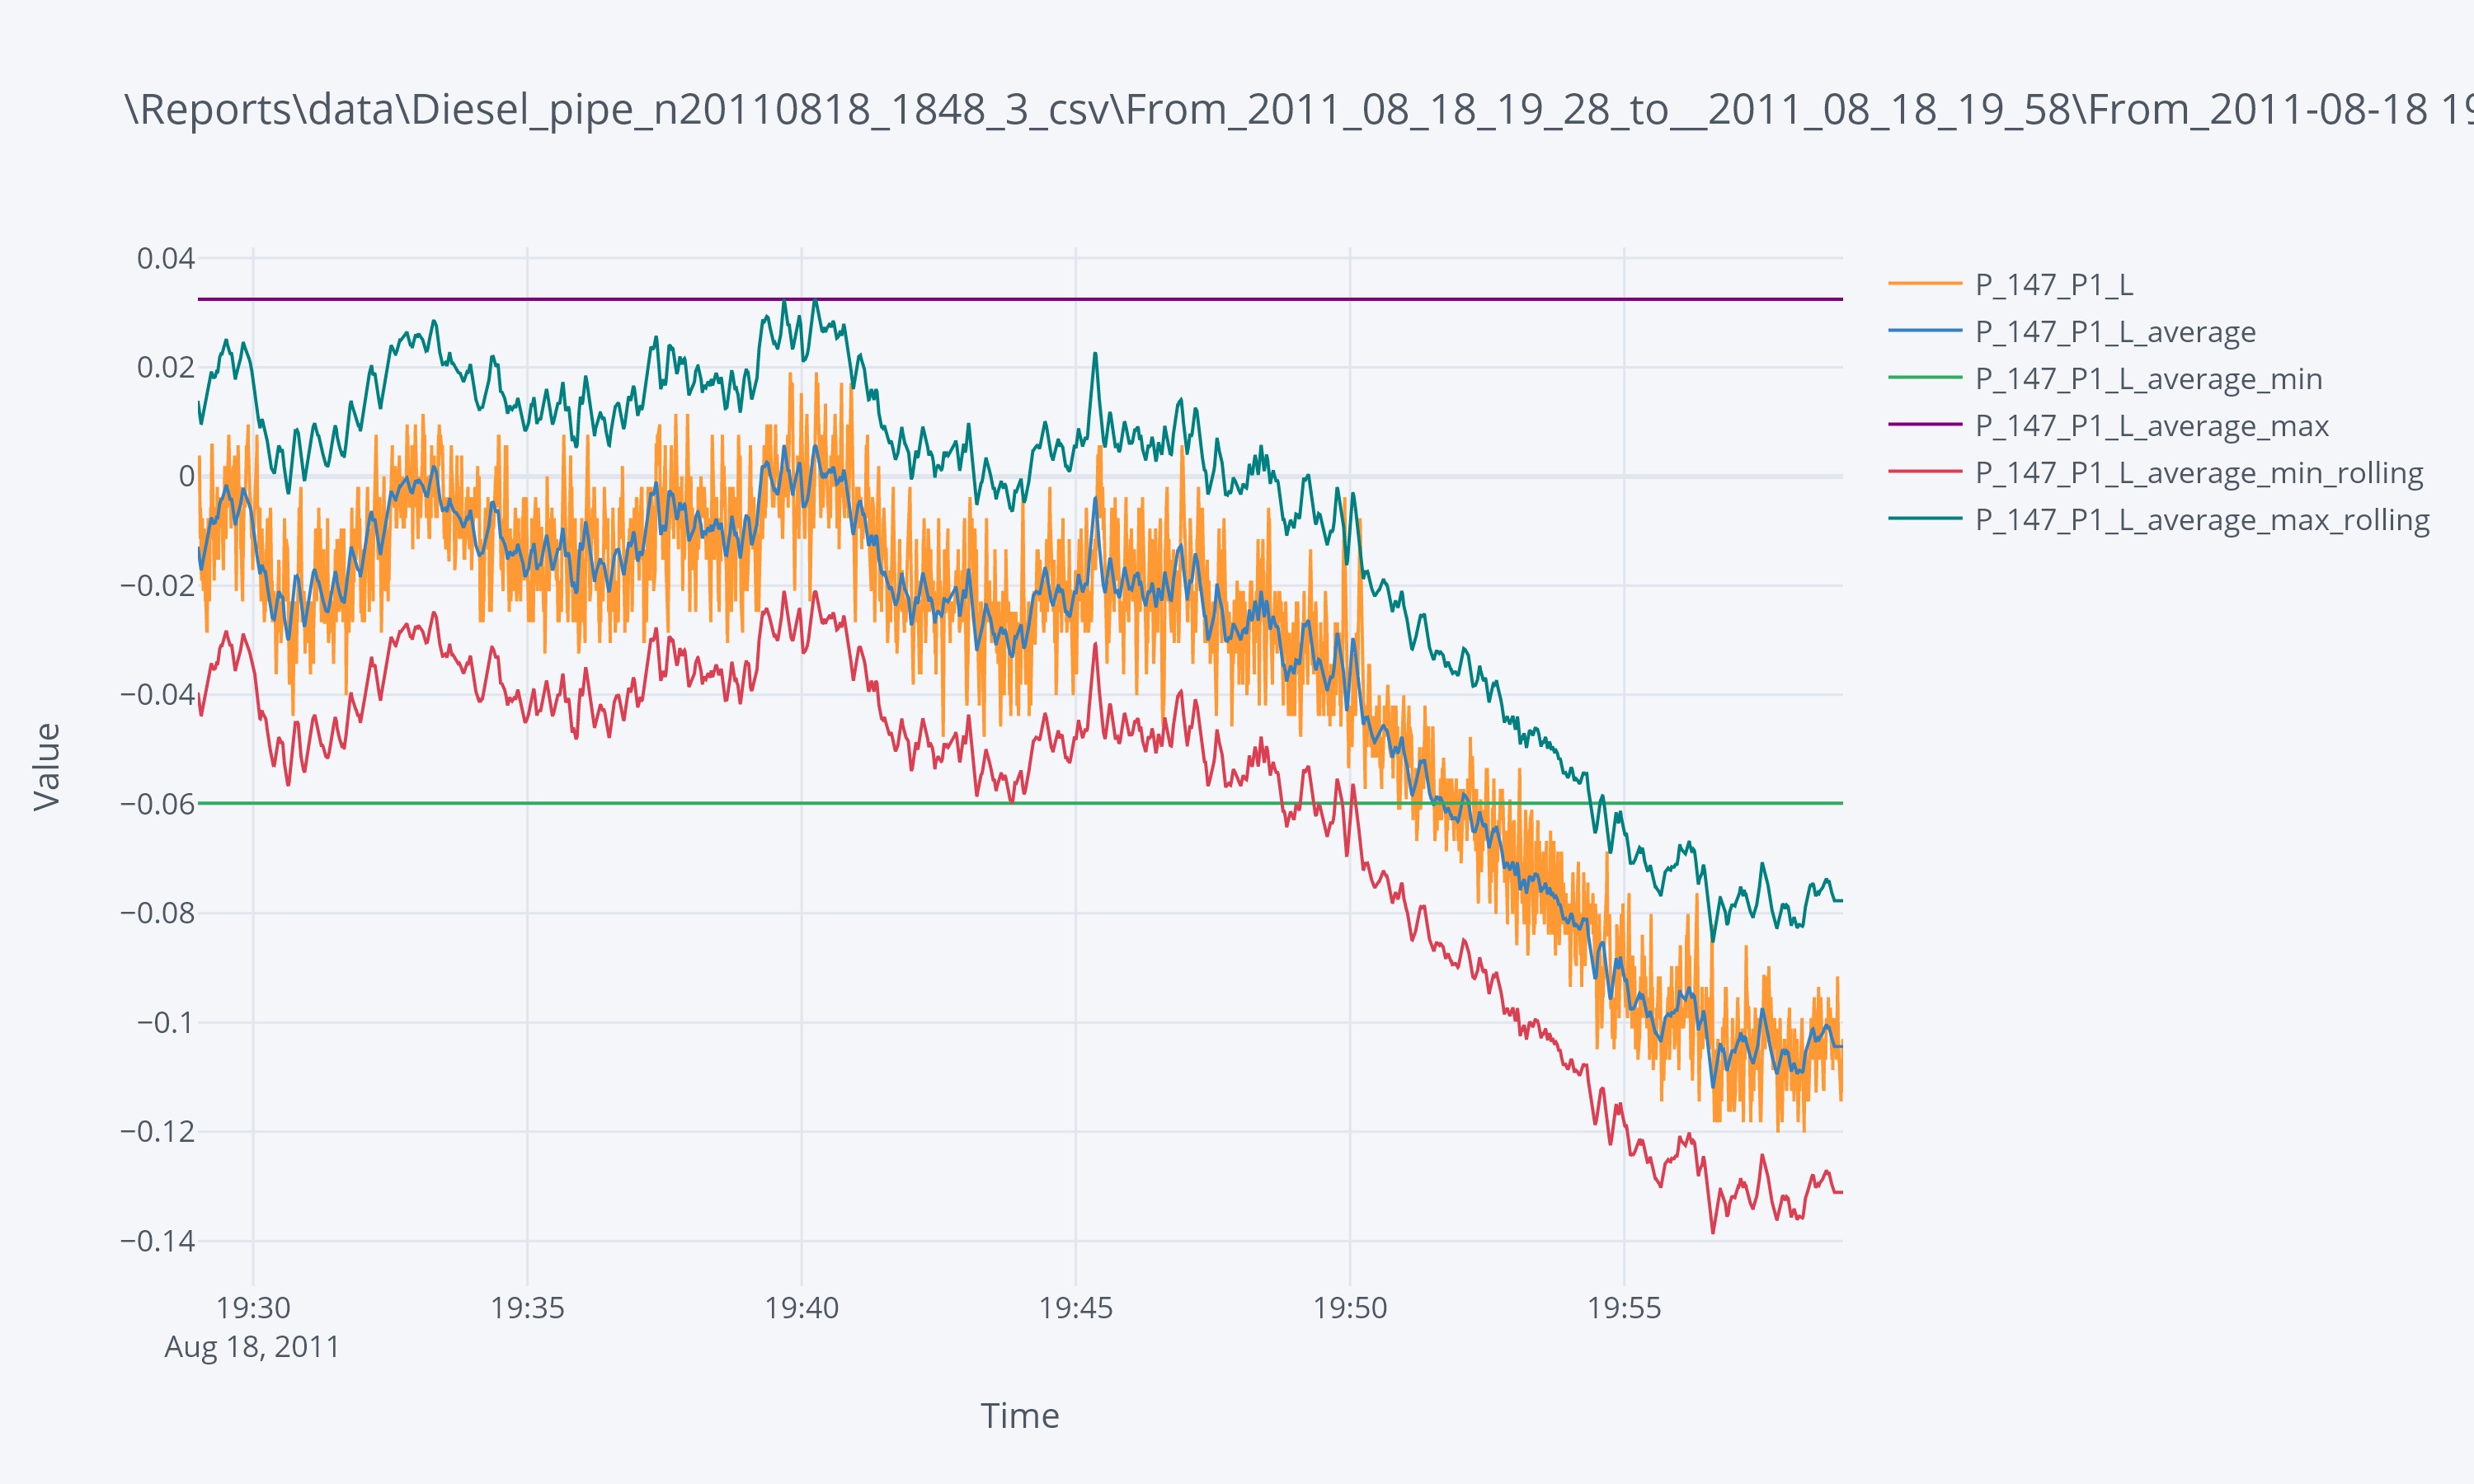 \Reports\data\Diesel_pipe_n20110818_1848_3_csv\From_2011_08_18_19_28_to__2011_08_18_19_58\From_2011-08-18 19
0.04
0.02
0
−0.02
−0.04
−0.06
−0.08
−0.1
−0.12
−0.14
Value
19:30
Aug 18, 2011
19:35
19:40
19:45
19:50
19:55
Time
P_147_P1_L
P_147_P1_L_average
P_147_P1_L_average_min
P_147_P1_L_average_max
P_147_P1_L_average_min_rolling
P_147_P1_L_average_max_rolling